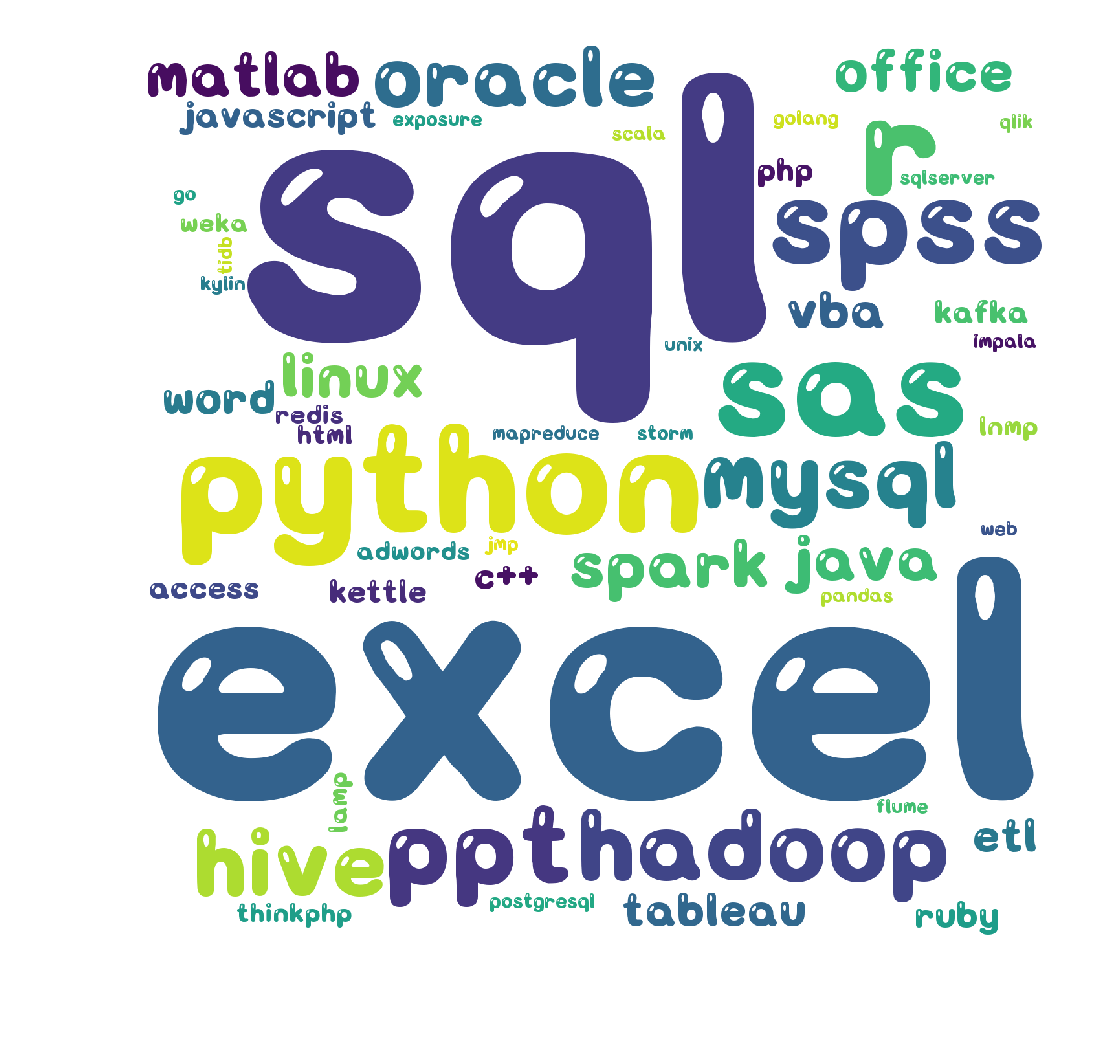 matlab
oracle
office
javascript
exposure
scala
golang
qlik
sql
php
r
sqlserver
go
weka
tidb
kylin
spss
vba
kafka
impala
unix
linux
word
redis
html
sas
mapreduce
storm
lnmp
python
mysql
web
adwords
jmp
c++
spark
java
pandas
access
kettle
excel
lamp
flume
hive
ppt
hadoop
etl
thinkphp
postgresql
tableau
ruby